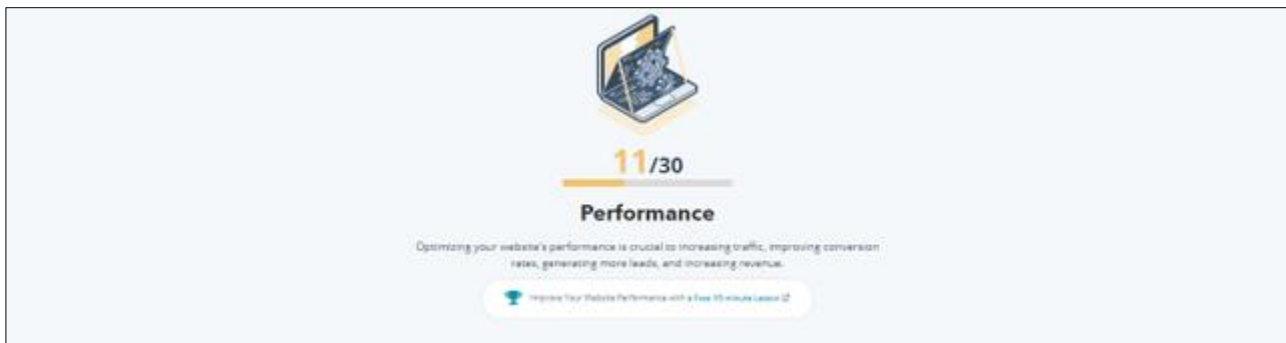 11/30
Performance
Optimizing your website's performance is crucial to increasing traffic, improving conversion
rates, generating more leads, and increasing revenue.
Improve Your Website Performance with a Free 10-minute Lesson